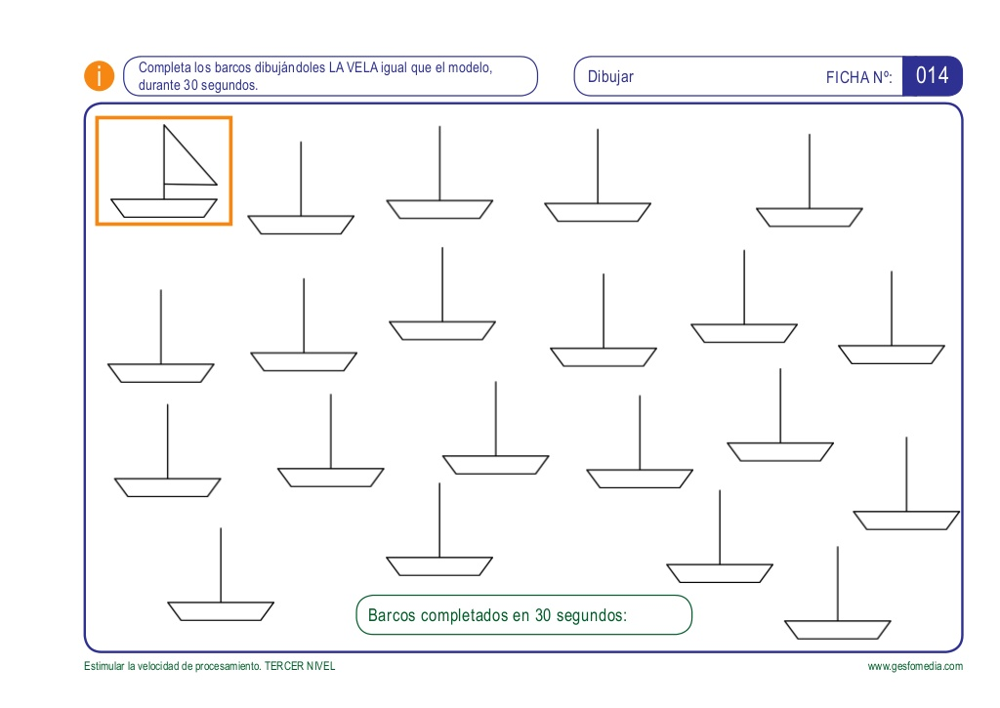 i
Completa los barcos dibujándoles LA VELA igual que el modelo,
durante 30 segundos.
Dibujar
FICHA Nº:
014
Barcos completados en 30 segundos:
Estimular la velocidad de procesamiento. TERCER NIVEL
www.gesfomedia.com